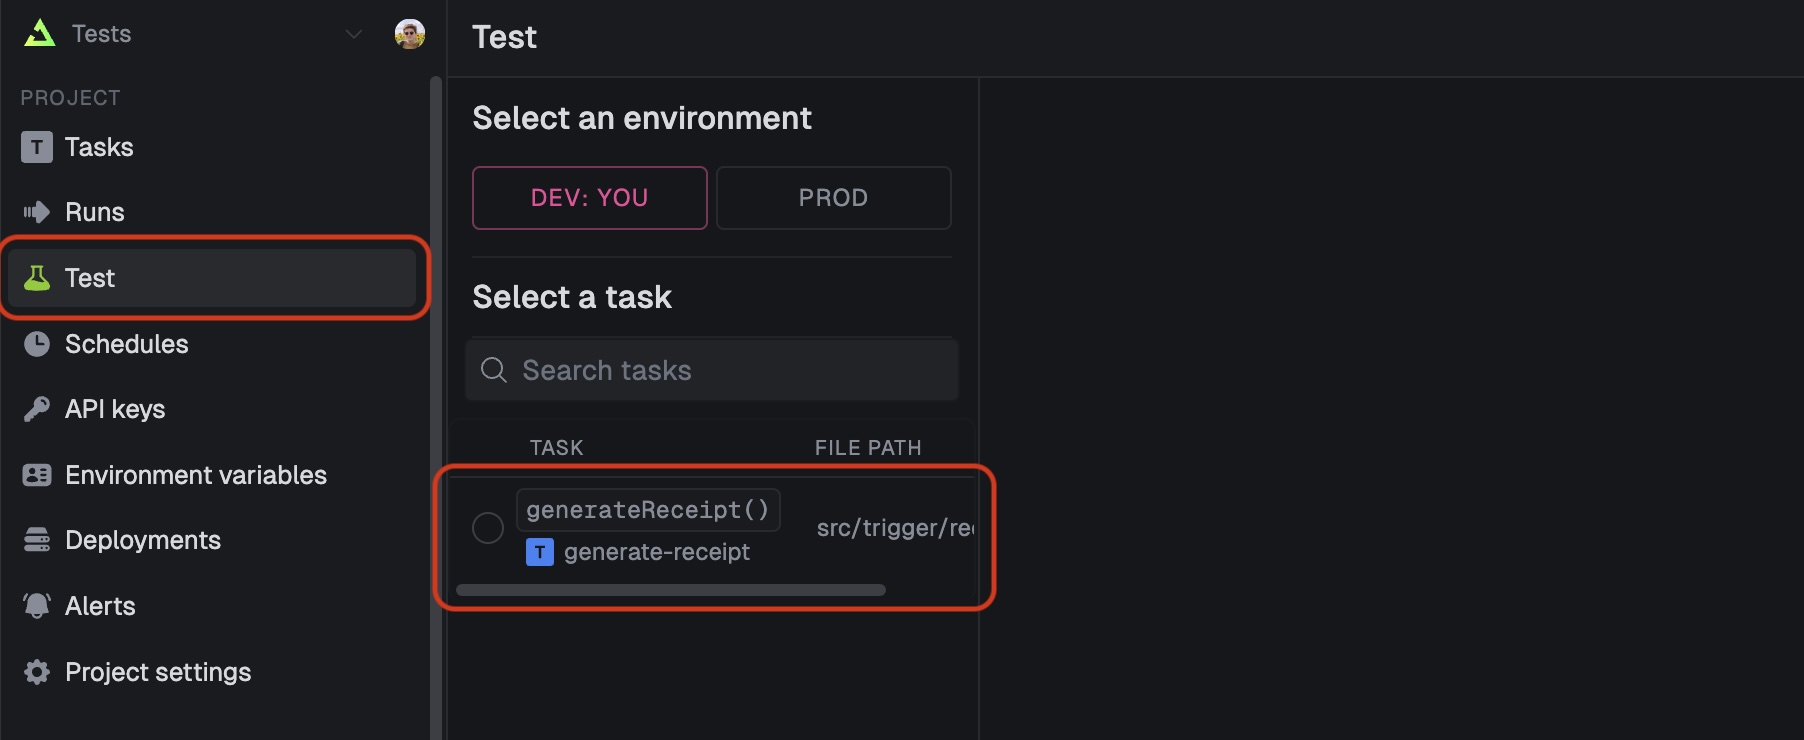 Tests
PROJECT
T Tasks
Runs
Test
Schedules
API keys
Environment variables
Deployments
Alerts
Project settings
Test
Select an environment
DEV: YOU
PROD
Select a task
Search tasks
TASK FILE PATH
generateReceipt()
src/trigger/re
T generate-receipt